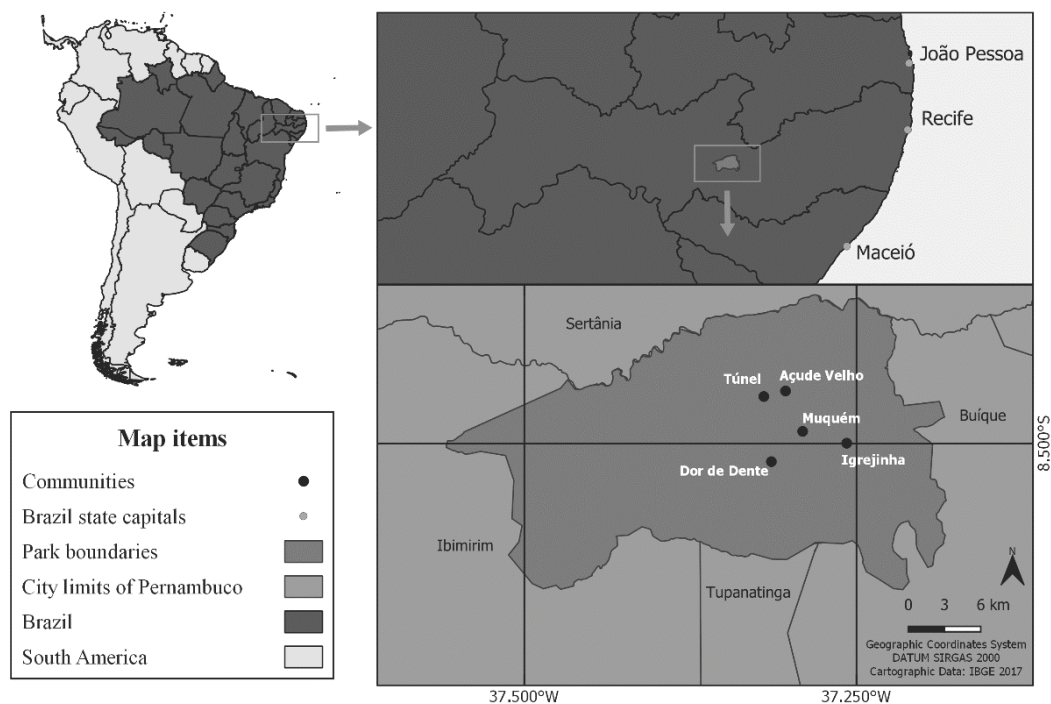 João Pessoa
Recife
Maceió
Sertânia
Túnel
Açude Velho
Muquém
Buíque
8.500°S
Igrejinha
Dor de Dente
Ibimirim
Tupanatinga
N
0 3 6 km
Geographic Coordinates System
DATUM SIRGAS 2000
Cartographic Data: IBGE 2017
37.500°W
37.250°W
Map items
Communities
Brazil state capitals
Park boundaries
City limits of Pernambuco
Brazil
South America